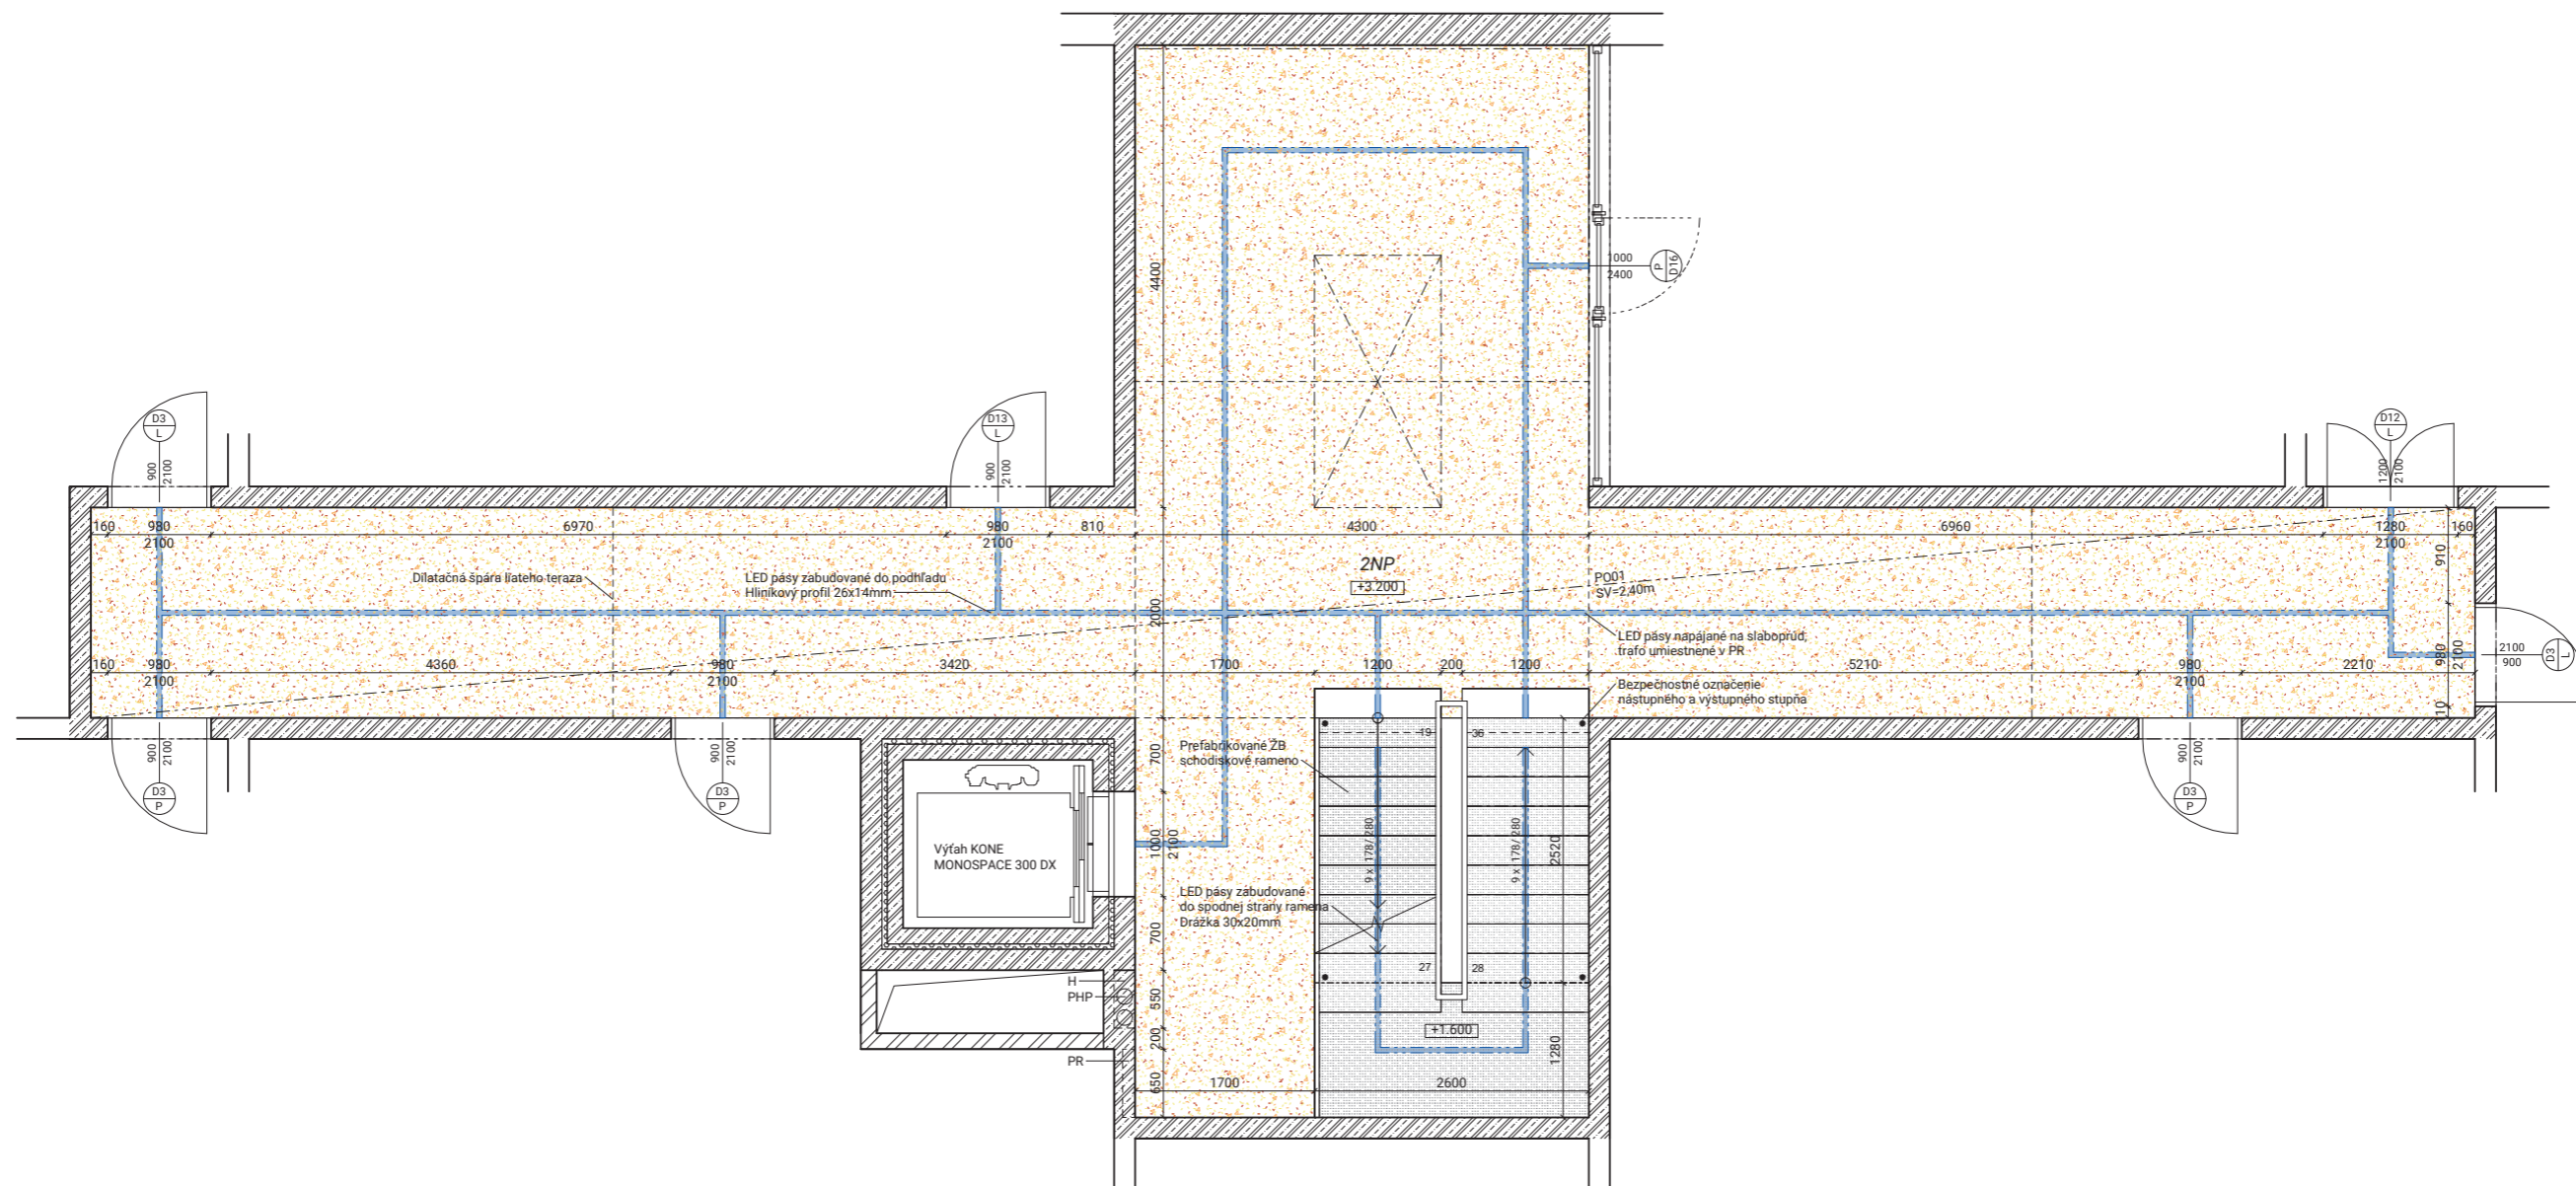 4400
1000
2400
P
D16
D3
L
900
2100
D13
L
900
2100
D12
L
1200
2100
160
980
2100
6970
980
2100
810
4300
6960
1280
2100
160
910
2NP
+3.200
Dilatačná špára liateho teraza
LED pásy zabudované do podhľadu
Hliníkový profil 26x14mm
PO01
SV=2,40m
2000
LED pásy napájané na slaboprúd,
trafo umiestnené v PR
160
980
2100
4360
980
2100
3420
1700
1200
200
1200
5210
980
2100
2210
980
2100
110
2100
900
D3
L
Bezpečnostné označenie
nástupného a výstupného stupňa
900
2100
D3
P
900
2100
D3
P
900
2100
D3
P
Prefabrikované ŽB
schodiskové rameno
19
36
700
1000
2100
Výťah KONE
MONOSPACE 300 DX
9 x 178/ 280
9 x 178/ 280
2520
LED pásy zabudované
do spodnej strany ramena
Drážka 30x20mm
700
27
28
H
PHP
550
200
+1.600
1280
PR
650
1700
2600